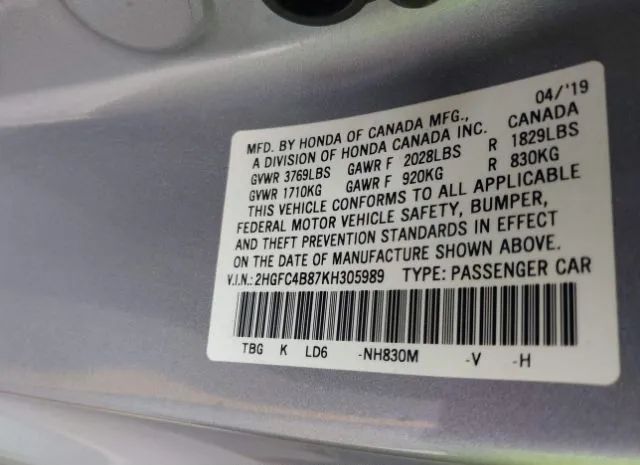 04/'19
MFD. BY HONDA OF CANADA MFG.,
A DIVISION OF HONDA CANADA INC. CANADA
GVWR 3769LBS GAWR F 2028LBS R 1829LBS
GVWR 1710KG GAWR F 920KG R 830KG
THIS VEHICLE CONFORMS TO ALL APPLICABLE
FEDERAL MOTOR VEHICLE SAFETY, BUMPER,
AND THEFT PREVENTION STANDARDS IN EFFECT
ON THE DATE OF MANUFACTURE SHOWN ABOVE.
V.I.N.: 2HGFC4B87KH305989 TYPE: PASSENGER CAR
TBG K LD6 -NH830M -V -H